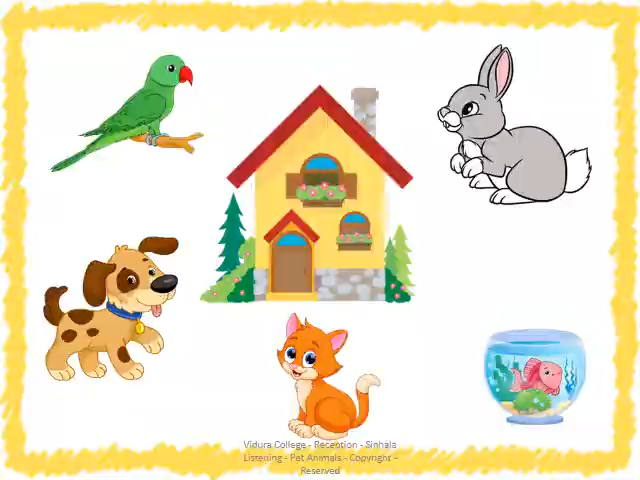 Vidura College - Reception - Sinhala
Listening - Pet Animals - Copyright -
Reserved